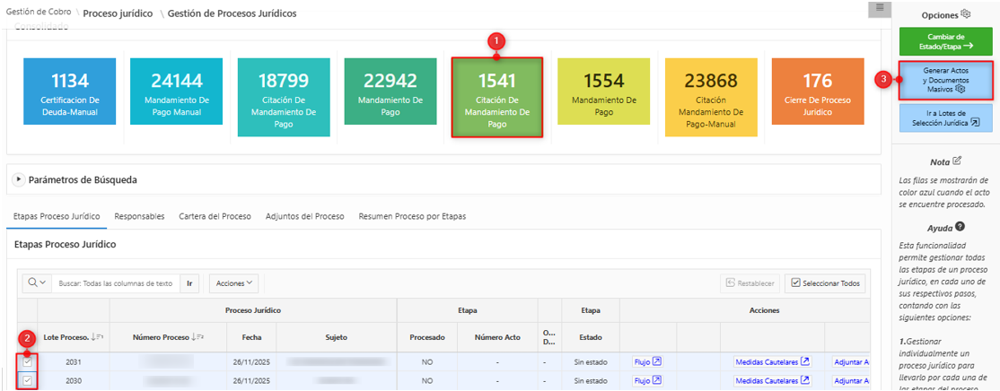 Gestión de Cobro \ Proceso jurídico \ Gestión de Procesos Jurídicos
Consolidado
1
1134
Certificacion De
Deuda-Manual
24144
Mandamiento De
Pago Manual
18799
Citación De
Mandamiento De
Pago
22942
Mandamiento De
Pago
1541
Citación De
Mandamiento De
Pago
1554
Mandamiento De
Pago
23868
Citación
Mandamiento De
Pago-Manual
176
Cierre De Proceso
Juridico
Parámetros de Búsqueda
Etapas Proceso Jurídico Responsables Cartera del Proceso Adjuntos del Proceso Resumen Proceso por Etapas
Etapas Proceso Jurídico
Buscar: Todas las columnas de texto Ir Acciones Restablecer Seleccionar Todos
Proceso Jurídico Etapa Etapa Acciones
2 Lote Proceso. Número Proceso Fecha Sujeto Procesado Número Acto O... D... Estado
2031 26/11/2025 NO - - Sin estado Flujo Medidas Cautelares Adjuntar A
2030 26/11/2025 NO - - Sin estado Flujo Medidas Cautelares Adjuntar A
Opciones
Cambiar de
Estado/Etapa
3
Generar Actos
y Documentos
Masivos
Ir a Lotes de
Selección Jurídica
Nota
Las filas se mostrarán de
color azul cuando el acto
se encuentre procesado.
Ayuda
Esta funcionalidad
permite gestionar todas
las etapas de un proceso
jurídico, en cada uno de
sus respectivos pasos,
contando con las
siguientes opciones:
1.Gestionar
individualmente un
proceso jurídico para
llevarlo por cada una de
las etapas del proceso